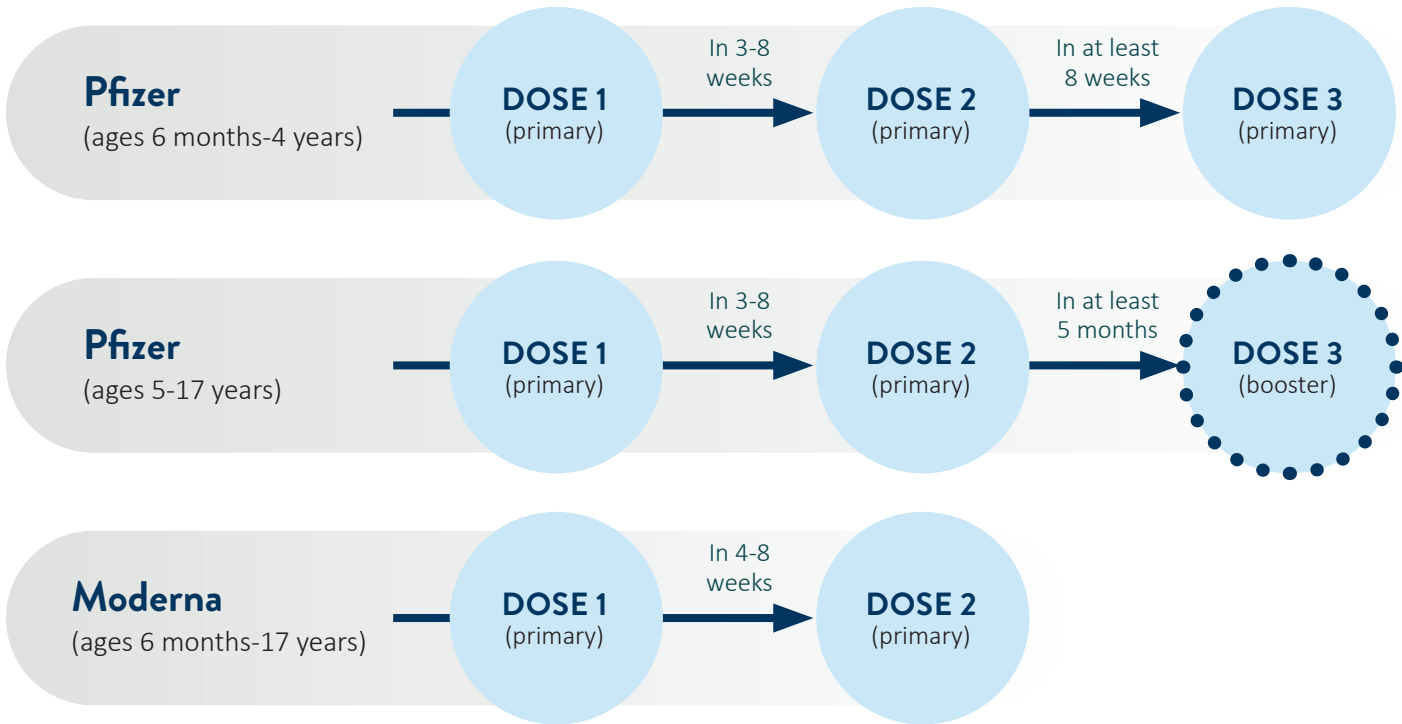 Pfizer
(ages 6 months-4 years)
DOSE 1
(primary)
In 3-8
weeks
DOSE 2
(primary)
In at least
8 weeks
DOSE 3
(primary)
Pfizer
(ages 5-17 years)
DOSE 1
(primary)
In 3-8
weeks
DOSE 2
(primary)
In at least
5 months
DOSE 3
(booster)
Moderna
(ages 6 months-17 years)
DOSE 1
(primary)
In 4-8
weeks
DOSE 2
(primary)